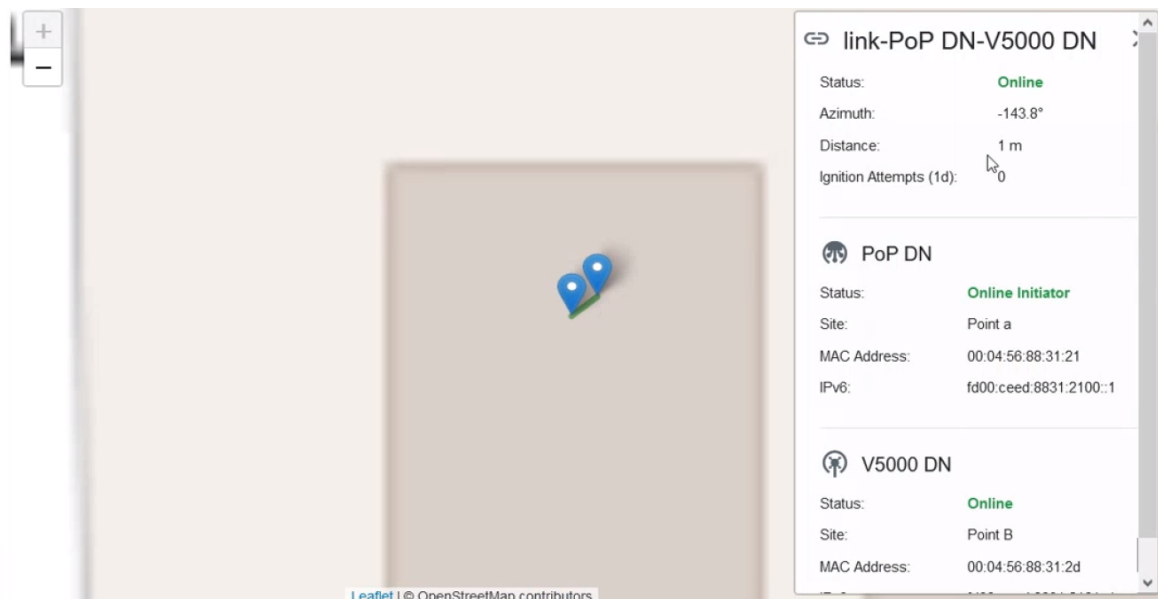 +
−
link-PoP DN-V5000 DN
Status: Online
Azimuth: -143.8°
Distance: 1 m
Ignition Attempts (1d): 0
PoP DN
Status: Online Initiator
Site: Point a
MAC Address: 00:04:56:88:31:21
IPv6: fd00:ceed:8831:2100::1
V5000 DN
Status: Online
Site: Point B
MAC Address: 00:04:56:88:31:2d
Leaflet | © OpenStreetMap contributors